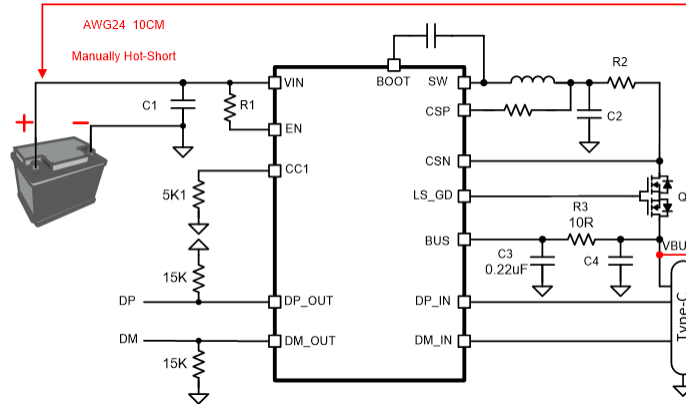 AWG24 10CM
Manually Hot-Short
BOOT
VIN
SW
R2
C1
R1
CSP
C2
+
−
EN
CC1
CSN
5K1
LS_GD
Q
R3
10R
BUS
VBU
C3
0.22uF
C4
15K
DP
DP_OUT
DP_IN
DM
DM_OUT
DM_IN
15K
Type-C